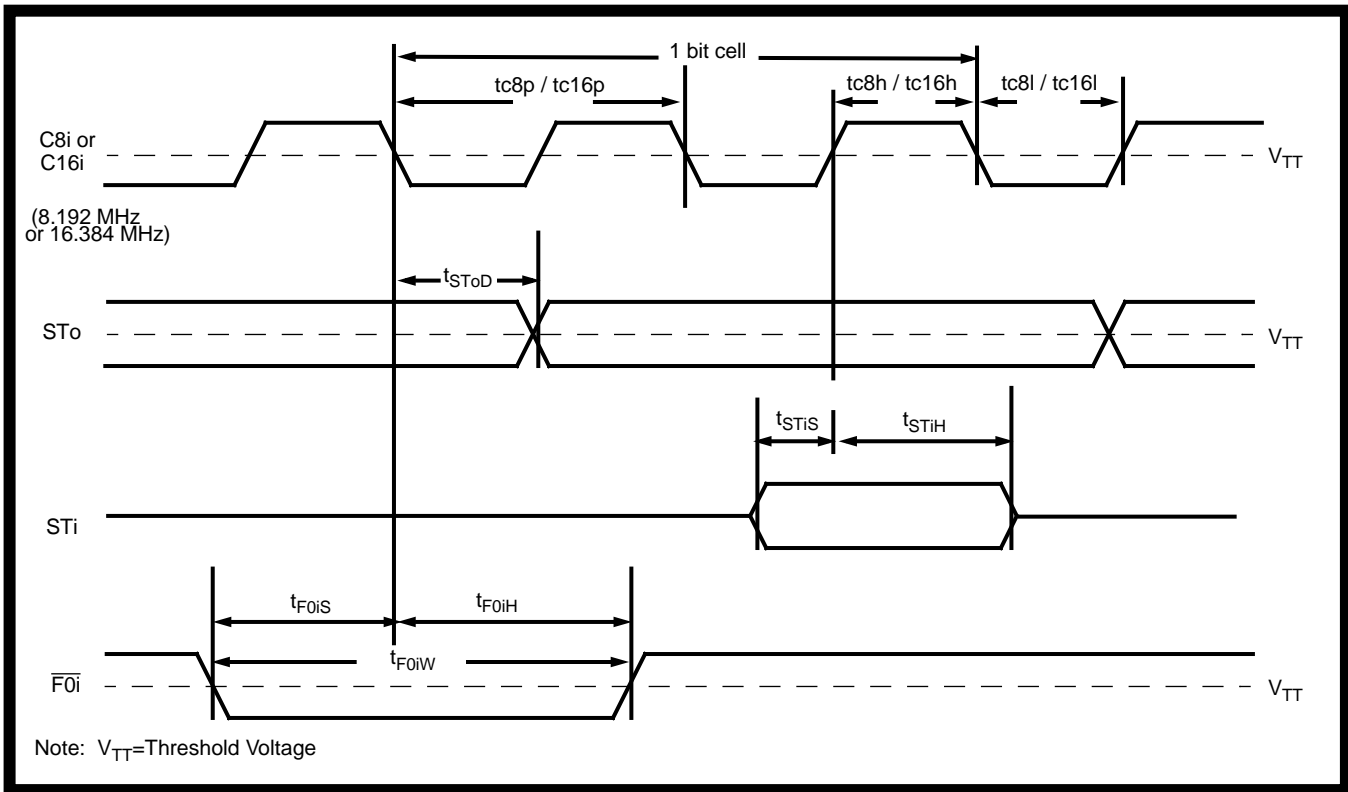 1 bit cell
tc8p / tc16p
tc8h / tc16h
tc8l / tc16l
C8i or
C16i
VTT
(8.192 MHz
or 16.384 MHz)
tSToD
STo
VTT
tSTiS
tSTiH
STi
tF0iS
tF0iH
tF0iW
F0i
VTT
Note: VTT=Threshold Voltage